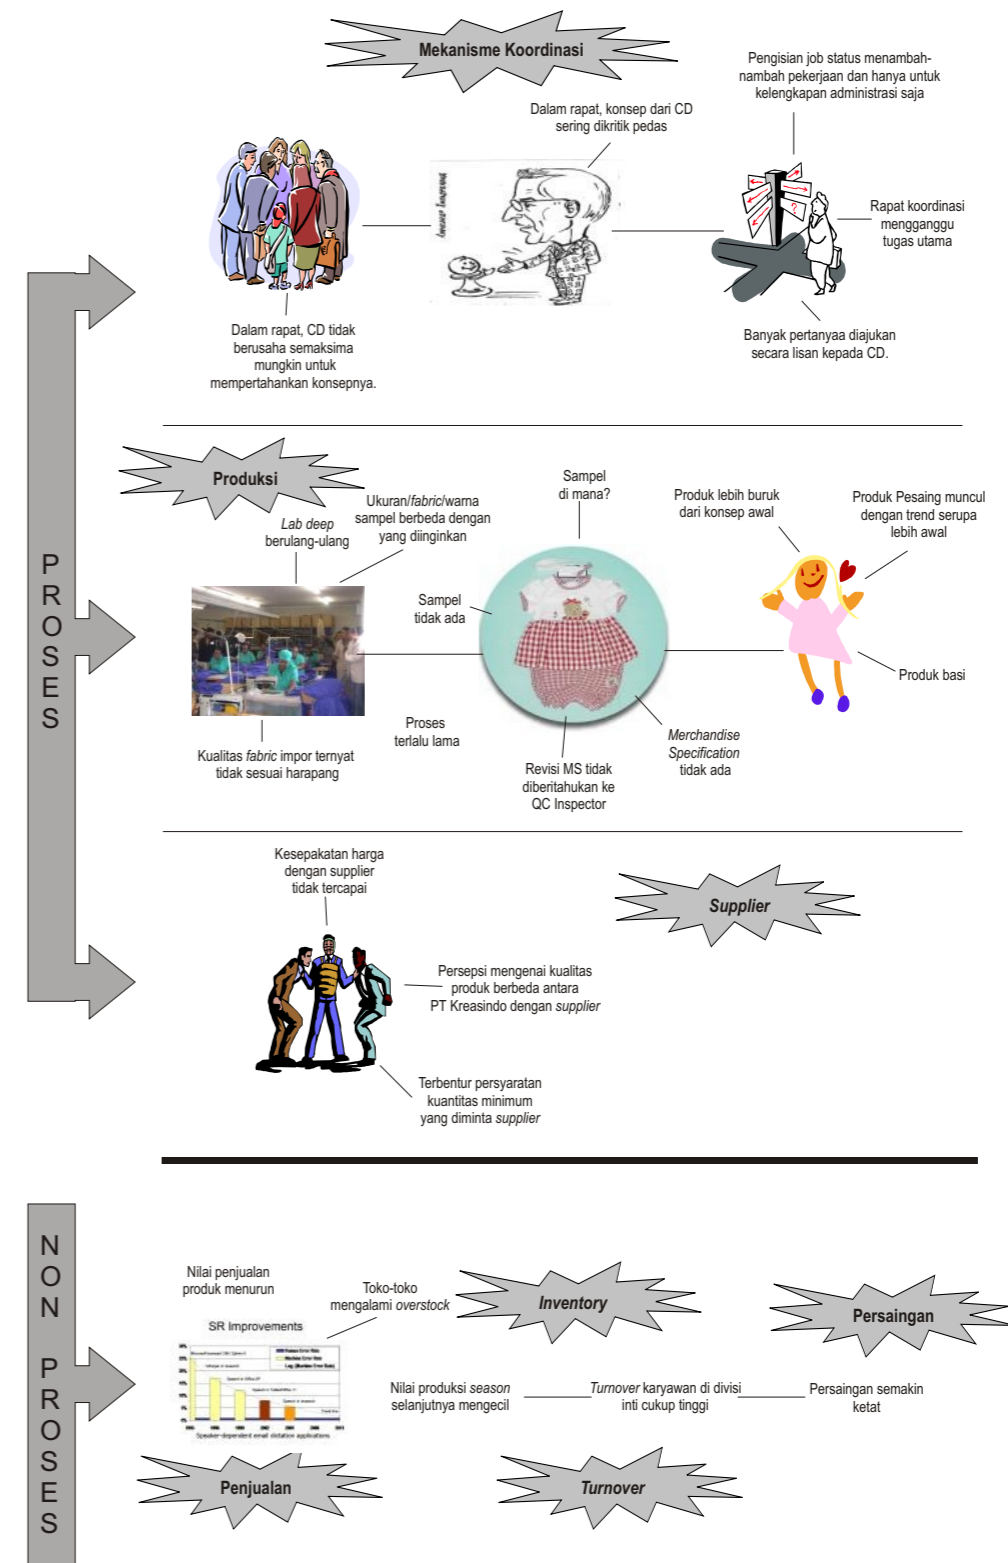 Mekanisme Koordinasi
Pengisian job status menambah-
nambah pekerjaan dan hanya untuk
kelengkapan administrasi saja
Dalam rapat, konsep dari CD
sering dikritik pedas
Rapat koordinasi
mengganggu
tugas utama
Dalam rapat, CD tidak
berusaha semaksima
mungkin untuk
mempertahankan konsepnya.
Banyak pertanyaa diajukan
secara lisan kepada CD.
PROSES
Produksi
Lab deep
berulang-ulang
Ukuran/fabric/warna
sampel berbeda dengan
yang diinginkan
Sampel
di mana?
Produk lebih buruk
dari konsep awal
Produk Pesaing muncul
dengan trend serupa
lebih awal
Sampel
tidak ada
Produk basi
Kualitas fabric impor ternyat
tidak sesuai harapang
Proses
terlalu lama
Revisi MS tidak
diberitahukan ke
QC Inspector
Merchandise
Specification
tidak ada
Kesepakatan harga
dengan supplier
tidak tercapai
Supplier
Persepsi mengenai kualitas
produk berbeda antara
PT Kreasindo dengan supplier
Terbentur persyaratan
kuantitas minimum
yang diminta supplier
NON PROSES
Nilai penjualan
produk menurun
Toko-toko
mengalami overstock
Inventory
Persaingan
SR Improvements
Speaker-dependent email dictation applications
Nilai produksi season
selanjutnya mengecil
Turnover karyawan di divisi
inti cukup tinggi
Persaingan semakin
ketat
Penjualan
Turnover